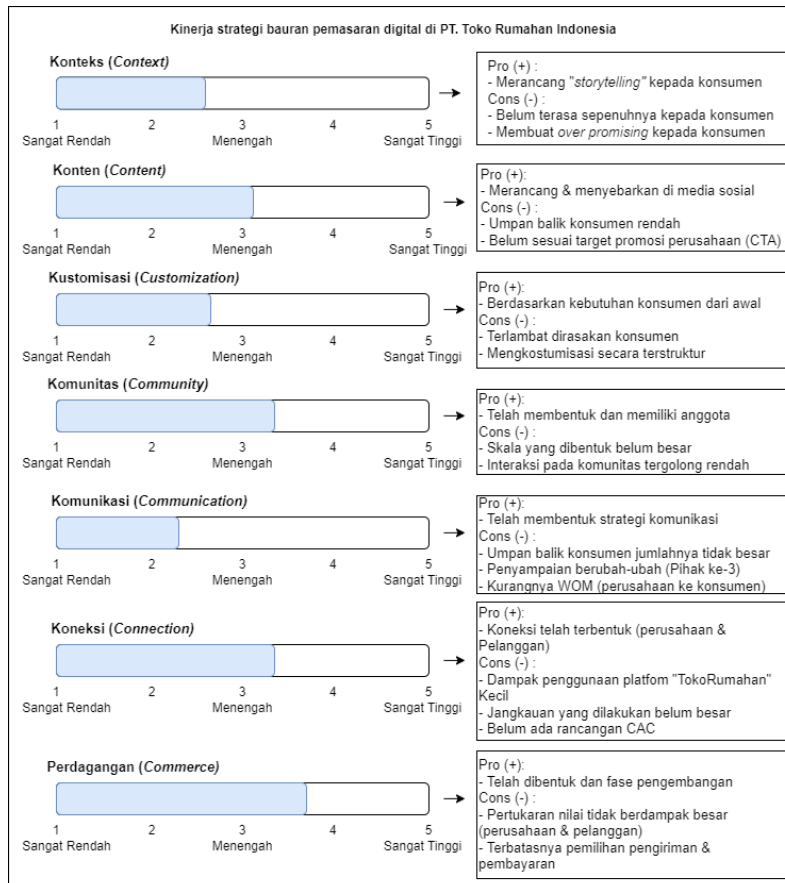 Kinerja strategi bauran pemasaran digital di PT. Toko Rumahan Indonesia
Konteks (Context)
1 2 3 4 5
Sangat Rendah Menengah Sangat Tinggi
Pro (+) :
- Merancang "storytelling" kepada konsumen
Cons (-) :
- Belum terasa sepenuhnya kepada konsumen
- Membuat over promising kepada konsumen
Konten (Content)
1 2 3 4 5
Sangat Rendah Menengah Sangat Tinggi
Pro (+):
- Merancang & menyebarkan di media sosial
Cons (-) :
- Umpan balik konsumen rendah
- Belum sesuai target promosi perusahaan (CTA)
Kustomisasi (Customization)
1 2 3 4 5
Sangat Rendah Menengah Sangat Tinggi
Pro (+):
- Berdasarkan kebutuhan konsumen dari awal
Cons (-) :
- Terlambat dirasakan konsumen
- Mengkostumisasi secara terstruktur
Komunitas (Community)
1 2 3 4 5
Sangat Rendah Menengah Sangat Tinggi
Pro (+):
- Telah membentuk dan memiliki anggota
Cons (-) :
- Skala yang dibentuk belum besar
- Interaksi pada komunitas tergolong rendah
Komunikasi (Communication)
1 2 3 4 5
Sangat Rendah Menengah Sangat Tinggi
Pro (+):
- Telah membentuk strategi komunikasi
Cons (-) :
- Umpan balik konsumen jumlahnya tidak besar
- Penyampaian berubah-ubah (Pihak ke-3)
- Kurangnya WOM (perusahaan ke konsumen)
Koneksi (Connection)
1 2 3 4 5
Sangat Rendah Menengah Sangat Tinggi
Pro (+):
- Koneksi telah terbentuk (perusahaan &
Pelanggan)
Cons (-) :
- Dampak penggunaan platfom "TokoRumahan"
Kecil
- Jangkauan yang dilakukan belum besar
- Belum ada rancangan CAC
Perdagangan (Commerce)
1 2 3 4 5
Sangat Rendah Menengah Sangat Tinggi
Pro (+):
- Telah dibentuk dan fase pengembangan
Cons (-) :
- Pertukaran nilai tidak berdampak besar
(perusahaan & pelanggan)
- Terbatasnya pemilihan pengiriman &
pembayaran